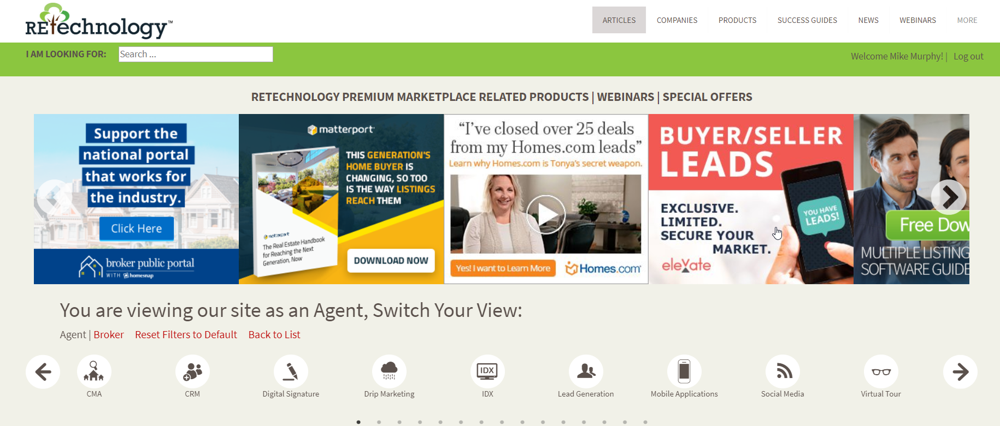 REtechnology™
ARTICLES
COMPANIES
PRODUCTS
SUCCESS GUIDES
NEWS
WEBINARS
MORE
I AM LOOKING FOR:
Search ...
Welcome Mike Murphy! | Log out
RETECHNOLOGY PREMIUM MARKETPLACE RELATED PRODUCTS | WEBINARS | SPECIAL OFFERS
Support the
national portal
that works for
the industry.
Click Here
broker public portal
WITH homesnap
matterport
THIS GENERATION'S
HOME BUYER IS
CHANGING, SO TOO
IS THE WAY LISTINGS
REACH THEM
matterport
The Real Estate Handbook
for Reaching the Next
Generation, Now
DOWNLOAD NOW
“I’ve closed over 25 deals
from my Homes.com leads”
Learn why Homes.com is Tonya's secret weapon.
Yes! I want to Learn More
Homes.com
BUYER/SELLER
LEADS
EXCLUSIVE.
LIMITED.
SECURE YOUR
MARKET.
eleVate
YOU HAVE
LEADS!
Free Dow
MULTIPLE LISTING
SOFTWARE GUIDE
You are viewing our site as an Agent, Switch Your View:
Agent | Broker Reset Filters to Default Back to List
CMA
CRM
Digital Signature
Drip Marketing
IDX
IDX
Lead Generation
Mobile Applications
Social Media
Virtual Tour